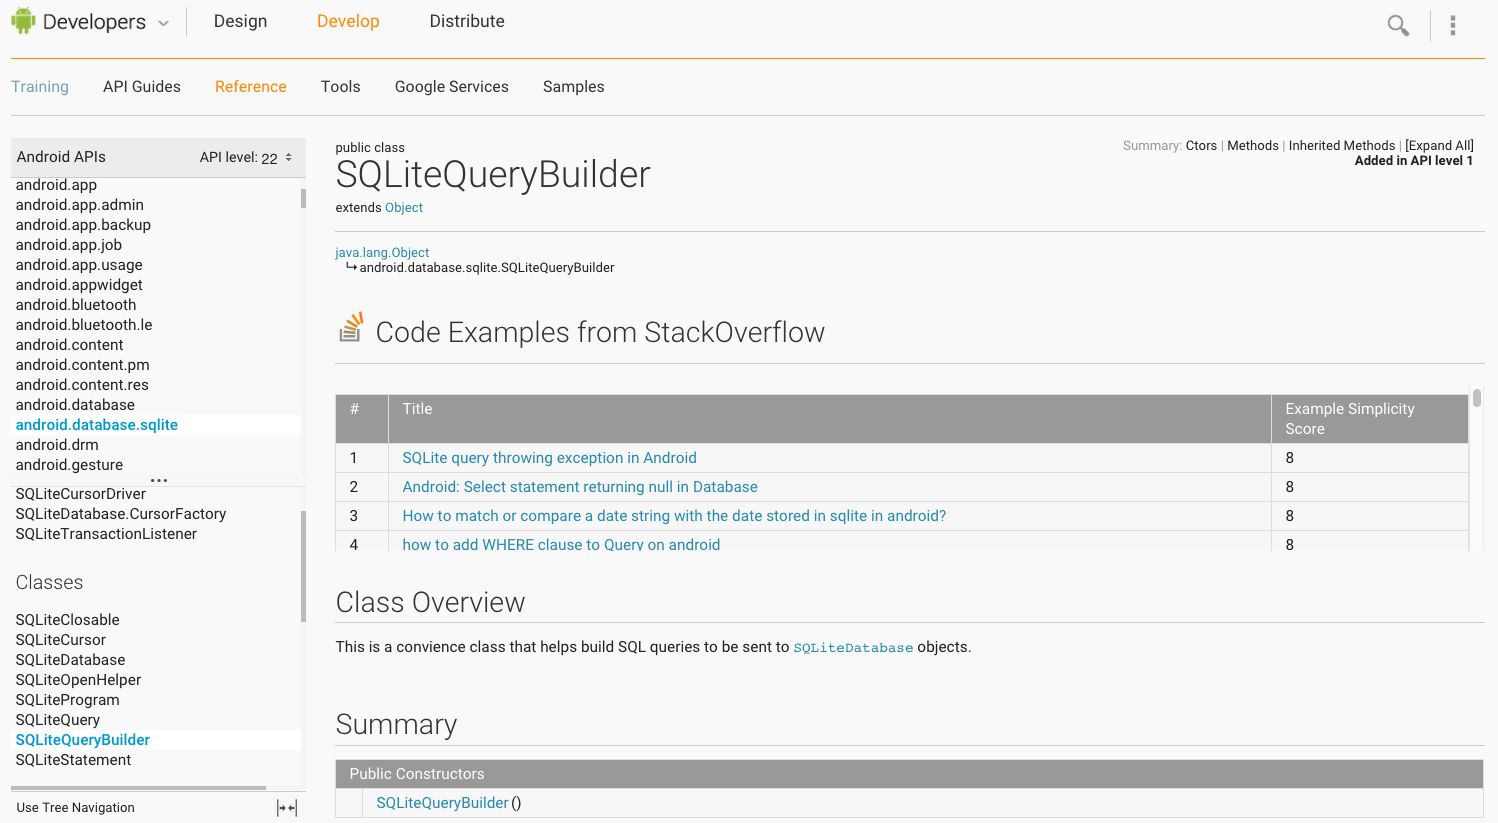 Developers
Design
Develop
Distribute
Training
API Guides
Reference
Tools
Google Services
Samples
Android APIs
API level: 22
android.app
android.app.admin
android.app.backup
android.app.job
android.app.usage
android.appwidget
android.bluetooth
android.bluetooth.le
android.content
android.content.pm
android.content.res
android.database
android.database.sqlite
android.drm
android.gesture
SQLiteCursorDriver
SQLiteDatabase.CursorFactory
SQLiteTransactionListener
Classes
SQLiteClosable
SQLiteCursor
SQLiteDatabase
SQLiteOpenHelper
SQLiteProgram
SQLiteQuery
SQLiteQueryBuilder
SQLiteStatement
Use Tree Navigation
public class
SQLiteQueryBuilder
extends Object
Summary: Ctors | Methods | Inherited Methods | [Expand All]
Added in API level 1
java.lang.Object
↳ android.database.sqlite.SQLiteQueryBuilder
Code Examples from StackOverflow
# Title Example Simplicity
Score
1 SQLite query throwing exception in Android 8
2 Android: Select statement returning null in Database 8
3 How to match or compare a date string with the date stored in sqlite in android? 8
4 how to add WHERE clause to Query on android 8
Class Overview
This is a convience class that helps build SQL queries to be sent to SQLiteDatabase objects.
Summary
Public Constructors
SQLiteQueryBuilder()